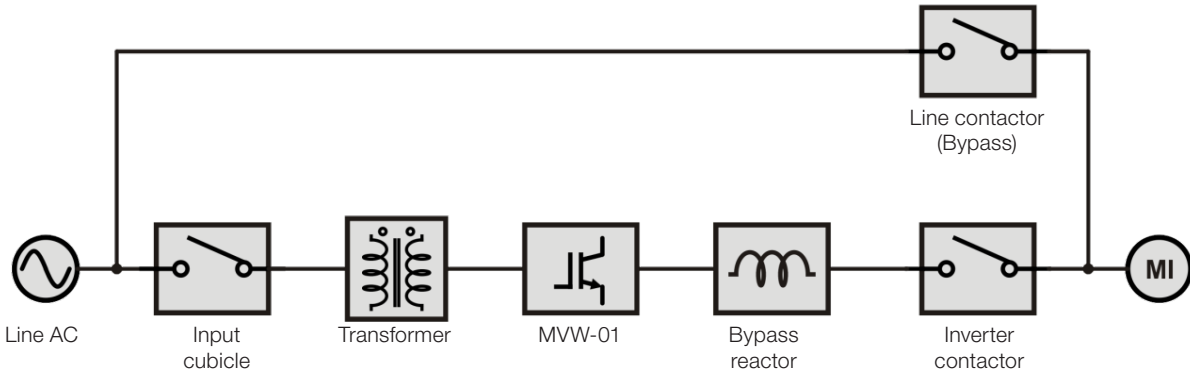 Line contactor
(Bypass)
MI
Line AC
Input
cubicle
Transformer
MVW-01
Bypass
reactor
Inverter
contactor